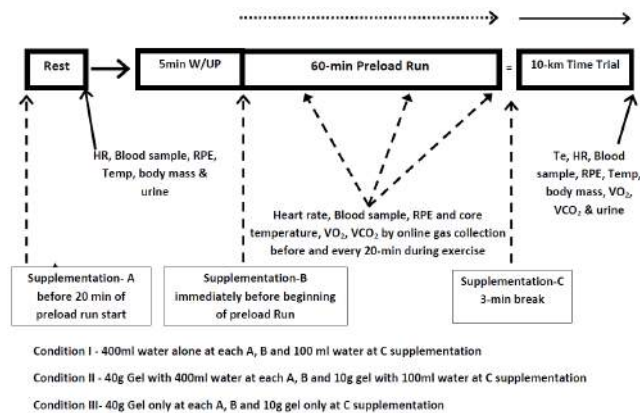 Rest
5min W/UP
60-min Preload Run
=
10-km Time Trial
HR, Blood sample, RPE,
Temp, body mass &
urine
Heart rate, Blood sample, RPE and core
temperature, VO₂, VCO₂ by online gas collection
before and every 20-min during exercise
Te, HR, Blood
sample, RPE, Temp,
body mass, VO₂,
VCO₂ & urine
Supplementation- A
before 20 min of
preload run start
Supplementation-B
immediately before beginning
of preload Run
Supplementation-C
3-min break
Condition I - 400ml water alone at each A, B and 100 ml water at C supplementation
Condition II - 40g Gel with 400ml water at each A, B and 10g gel with 100ml water at C supplementation
Condition III- 40g Gel only at each A, B and 10g gel only at C supplementation